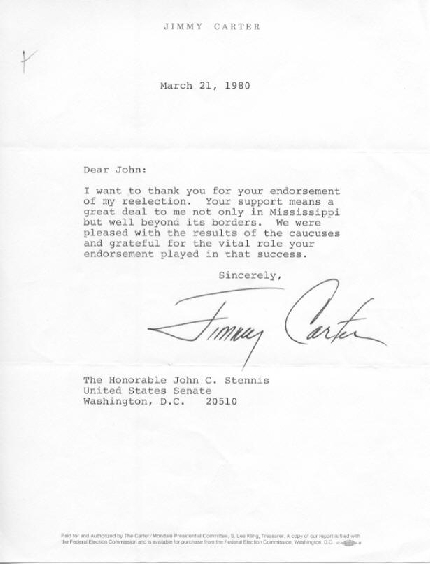 JIMMY CARTER
March 21, 1980
Dear John:
I want to thank you for your endorsement
of my reelection. Your support means a
great deal to me not only in Mississippi
but well beyond its borders. We were
pleased with the results of the caucuses
and grateful for the vital role your
endorsement played in that success.
Sincerely,
Jimmy Carter
The Honorable John C. Stennis
United States Senate
Washington, D.C. 20510
Paid for and authorized by The Carter/Mondale Presidential Committee, S. Lee Kling, Treasurer. A copy of our report is filed with
the Federal Election Commission and is available for purchase from the Federal Election Commission, Washington, D.C.